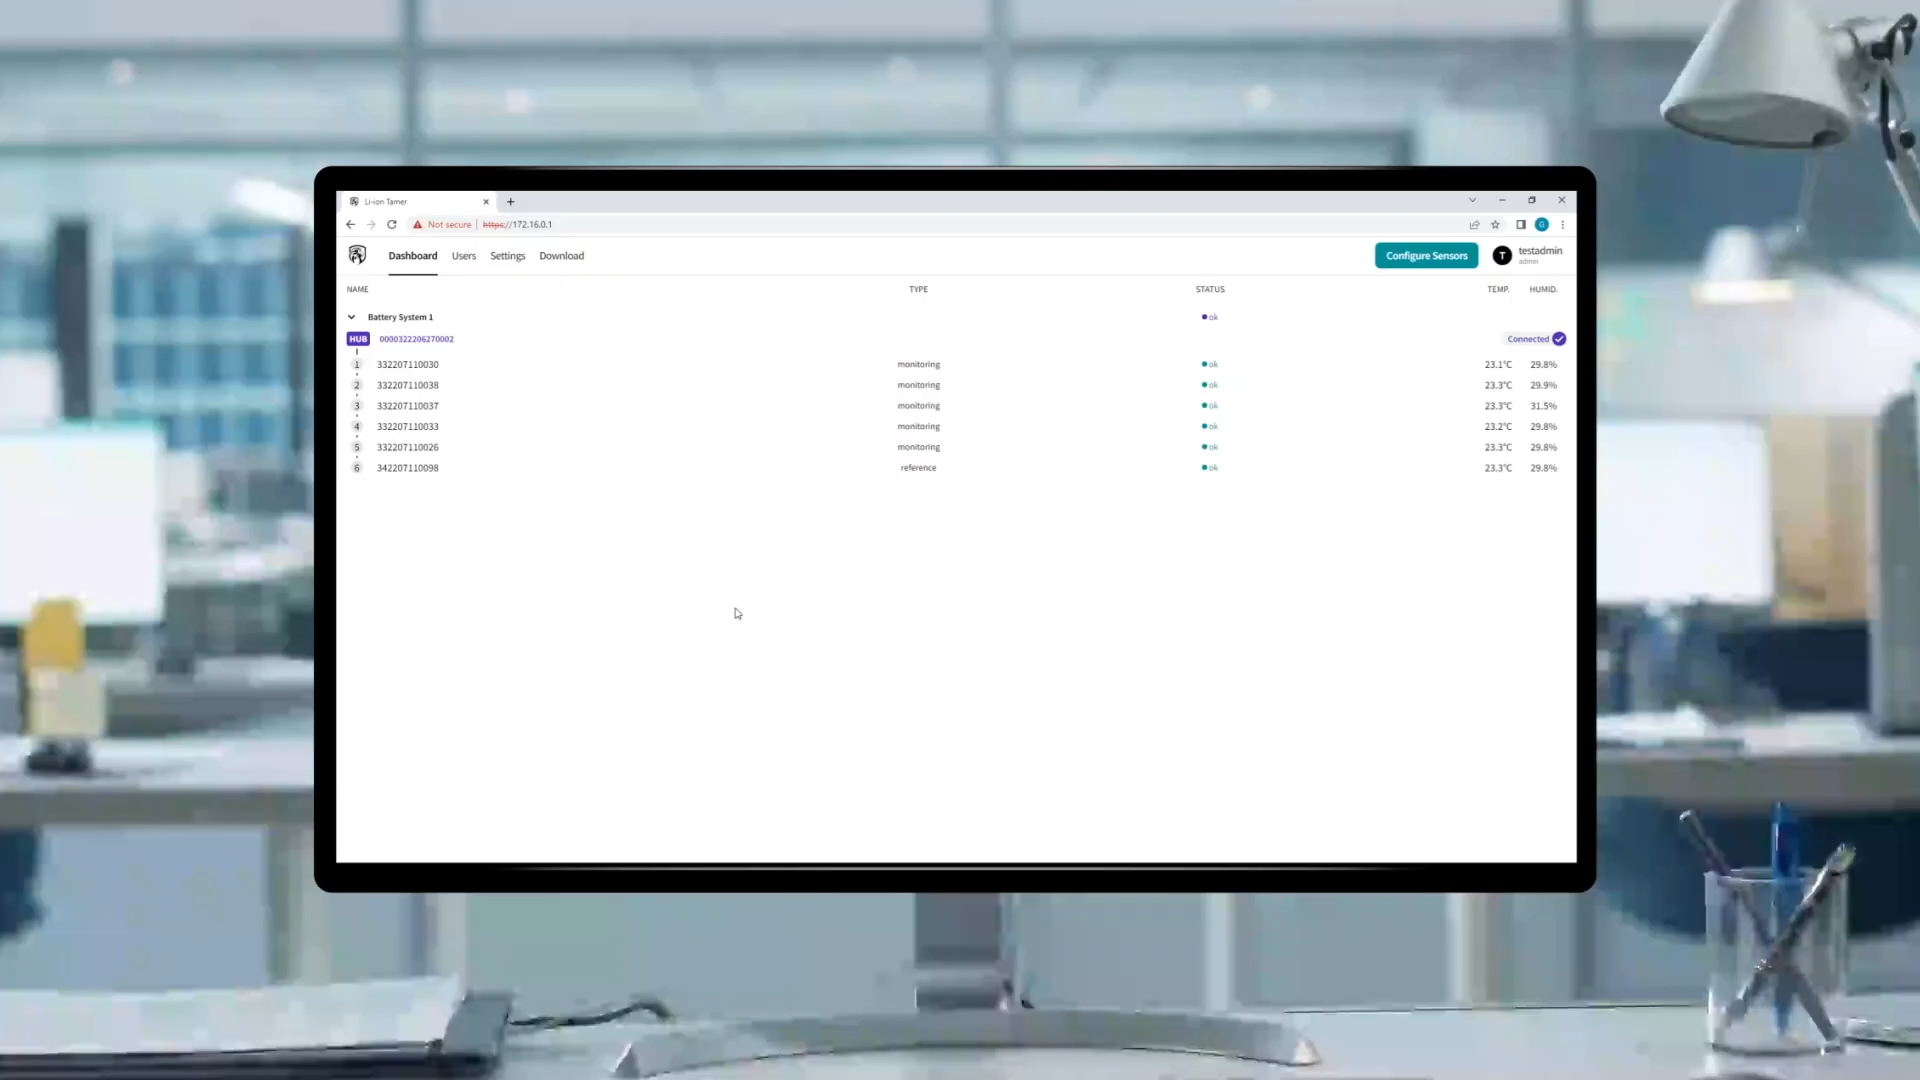 Li-ion Tamer
Not secure https://172.16.0.1
Dashboard Users Settings Download Configure Sensors T testadmin
admin
NAME TYPE STATUS TEMP. HUMID.
Battery System 1 ok
HUB 0000322206270002 Connected
1 332207110030 monitoring ok 23.1°C 29.8%
2 332207110038 monitoring ok 23.3°C 29.9%
3 332207110037 monitoring ok 23.3°C 31.5%
4 332207110033 monitoring ok 23.2°C 29.8%
5 332207110026 monitoring ok 23.3°C 29.8%
6 342207110098 reference ok 23.3°C 29.8%